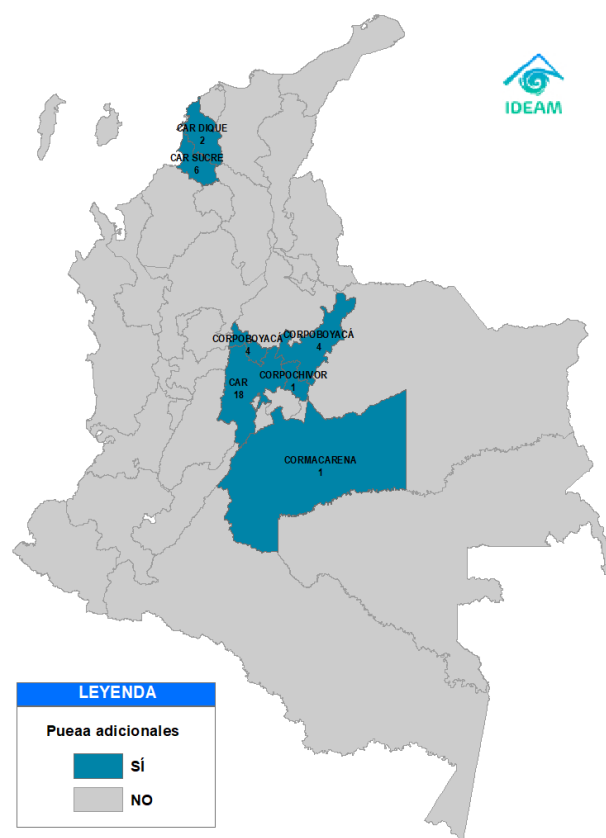 IDEAM
CAR DIQUE
2
CAR SUCRE
6
CORPOBOYACÁ
4
CORPOBOYACÁ
4
CAR
18
CORPOCHIVOR
1
CORMACARENA
1
LEYENDA
Pueaa adicionales
SÍ
NO